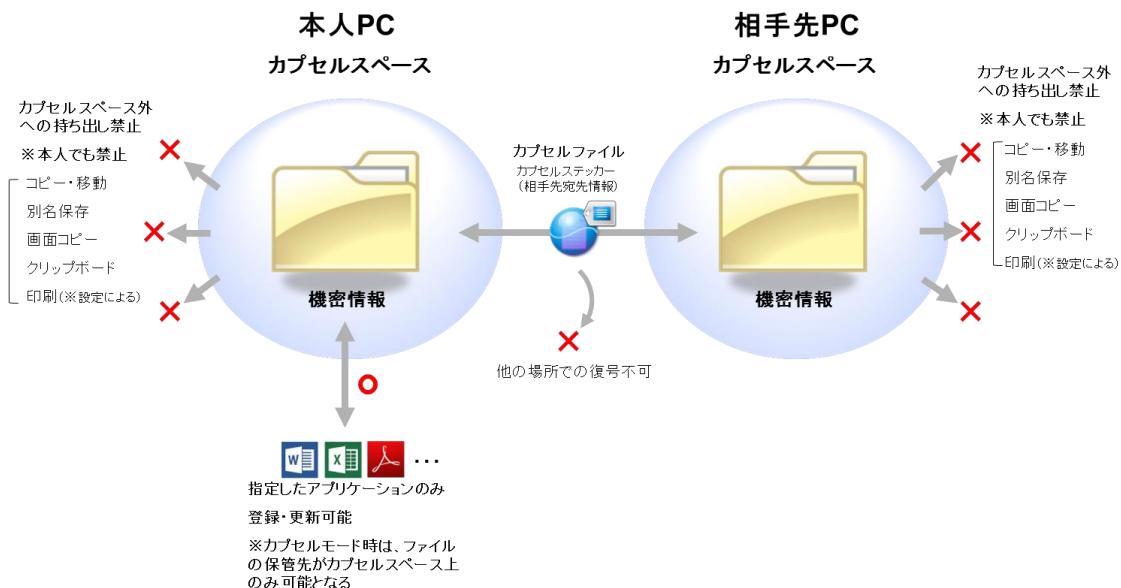 本人PC
カプセルスペース
カプセルスペース外
への持ち出し禁止
※本人でも禁止
コピー・移動
別名保存
画面コピー
クリップボード
印刷(※設定による)
機密情報
カプセルファイル
カプセルステッカー
(相手先宛先情報)
他の場所での復号不可
相手先PC
カプセルスペース
機密情報
カプセルスペース外
への持ち出し禁止
※本人でも禁止
コピー・移動
別名保存
画面コピー
クリップボード
印刷(※設定による)
W X ...
指定したアプリケーションのみ
登録・更新可能
※カプセルモード時は、ファイル
の保管先がカプセルスペース上
のみ可能となる